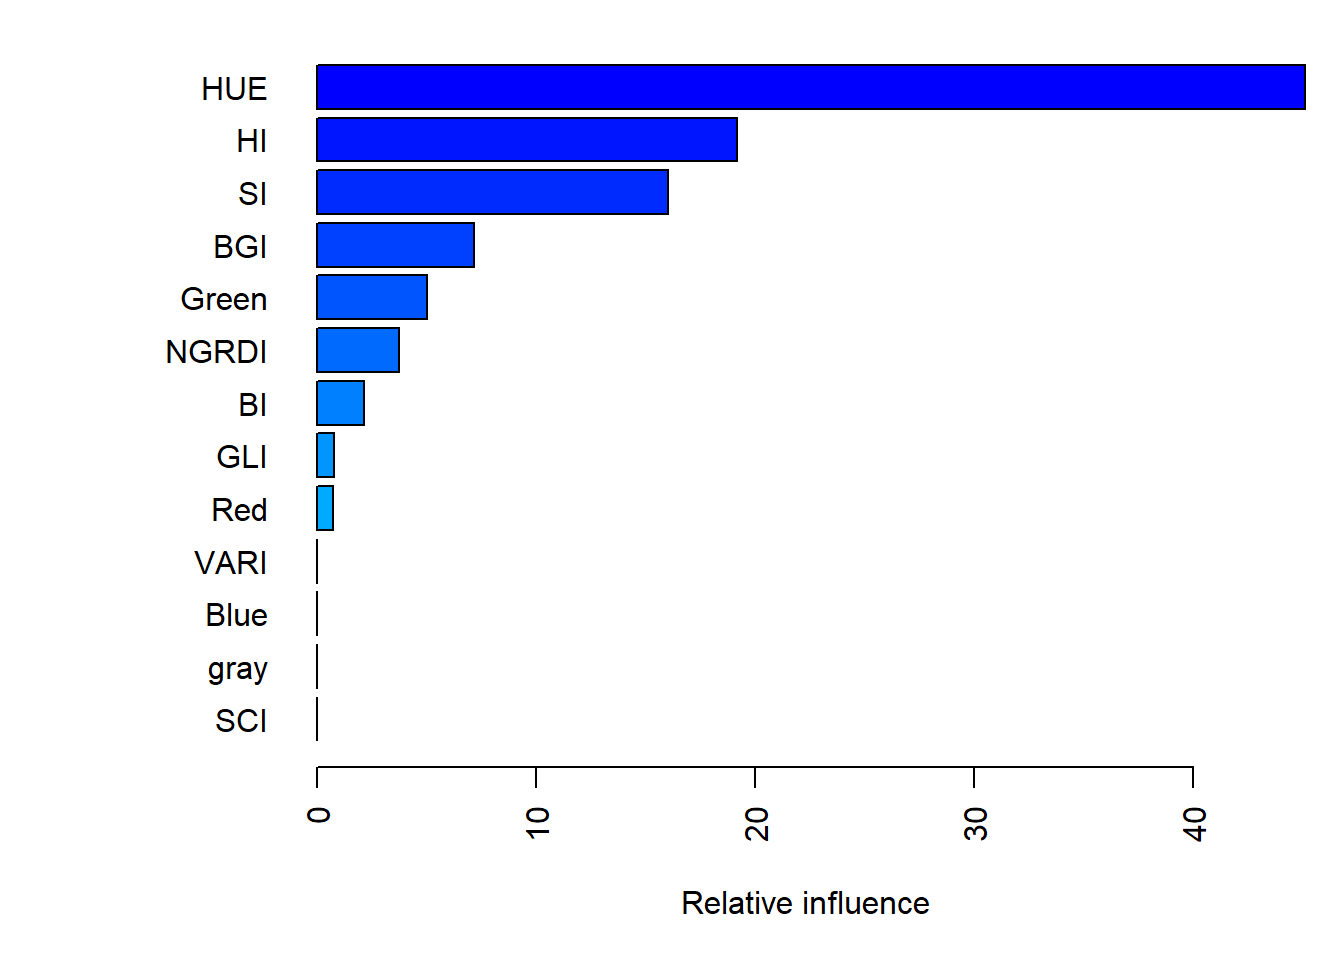 HUE
HI
SI
BGI
Green
NGRDI
BI
GLI
Red
VARI
Blue
gray
SCI
0 10 20 30 40
Relative influence